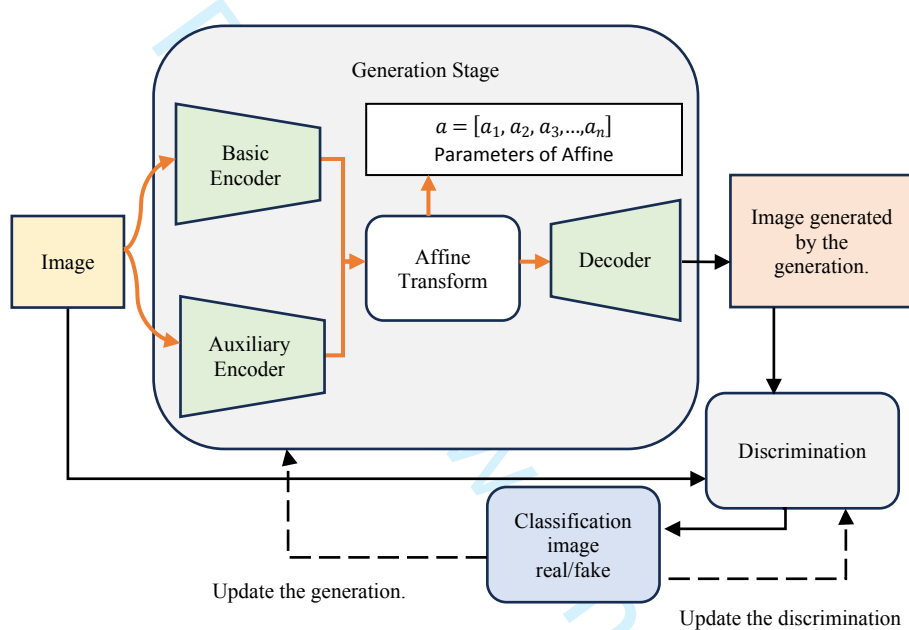 Generation Stage
a = [a₁, a₂, a₃,...,aₙ]
Parameters of Affine
Basic
Encoder
Image
Affine
Transform
Decoder
Image generated
by the
generation.
Auxiliary
Encoder
Discrimination
Classification
image
real/fake
Update the generation.
Update the discrimination